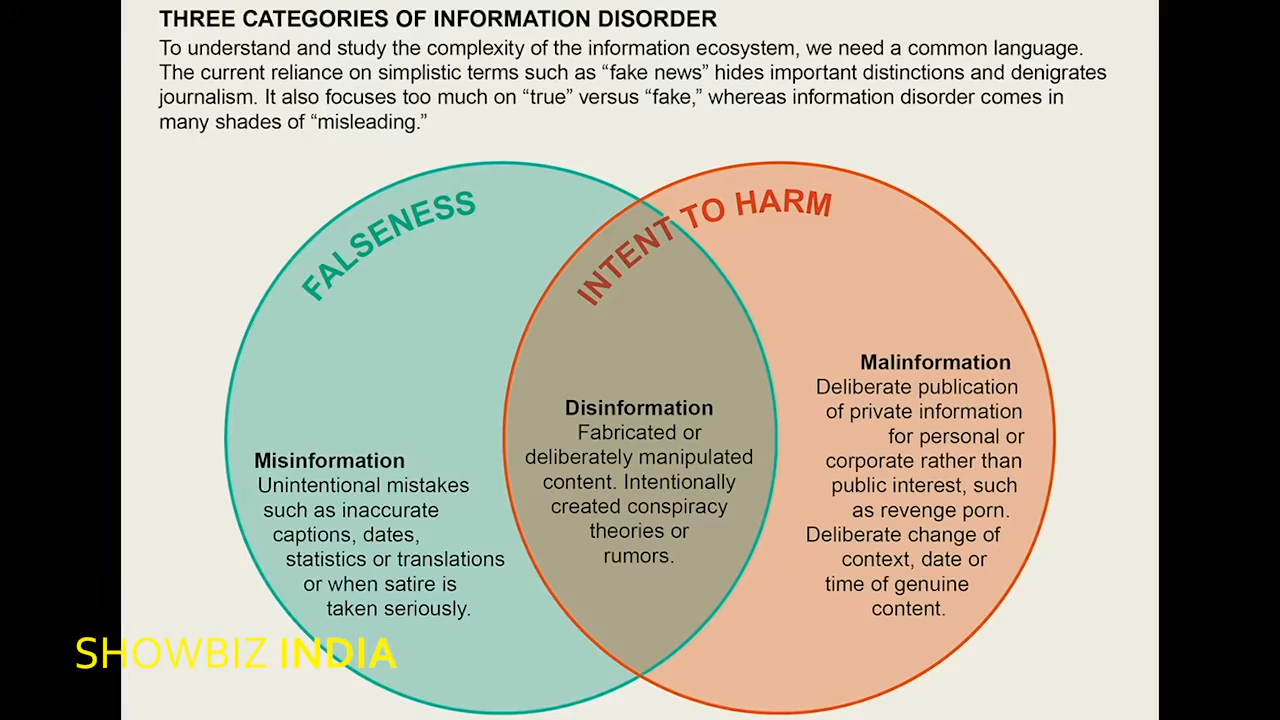 THREE CATEGORIES OF INFORMATION DISORDER
To understand and study the complexity of the information ecosystem, we need a common language.
The current reliance on simplistic terms such as “fake news” hides important distinctions and denigrates
journalism. It also focuses too much on “true” versus “fake,” whereas information disorder comes in
many shades of “misleading.”
FALSENESS
INTENT TO HARM
Misinformation
Unintentional mistakes
such as inaccurate
captions, dates,
statistics or translations
or when satire is
taken seriously.
Disinformation
Fabricated or
deliberately manipulated
content. Intentionally
created conspiracy
theories or
rumors.
Malinformation
Deliberate publication
of private information
for personal or
corporate rather than
public interest, such
as revenge porn.
Deliberate change of
context, date or
time of genuine
content.
SHOWBIZ INDIA